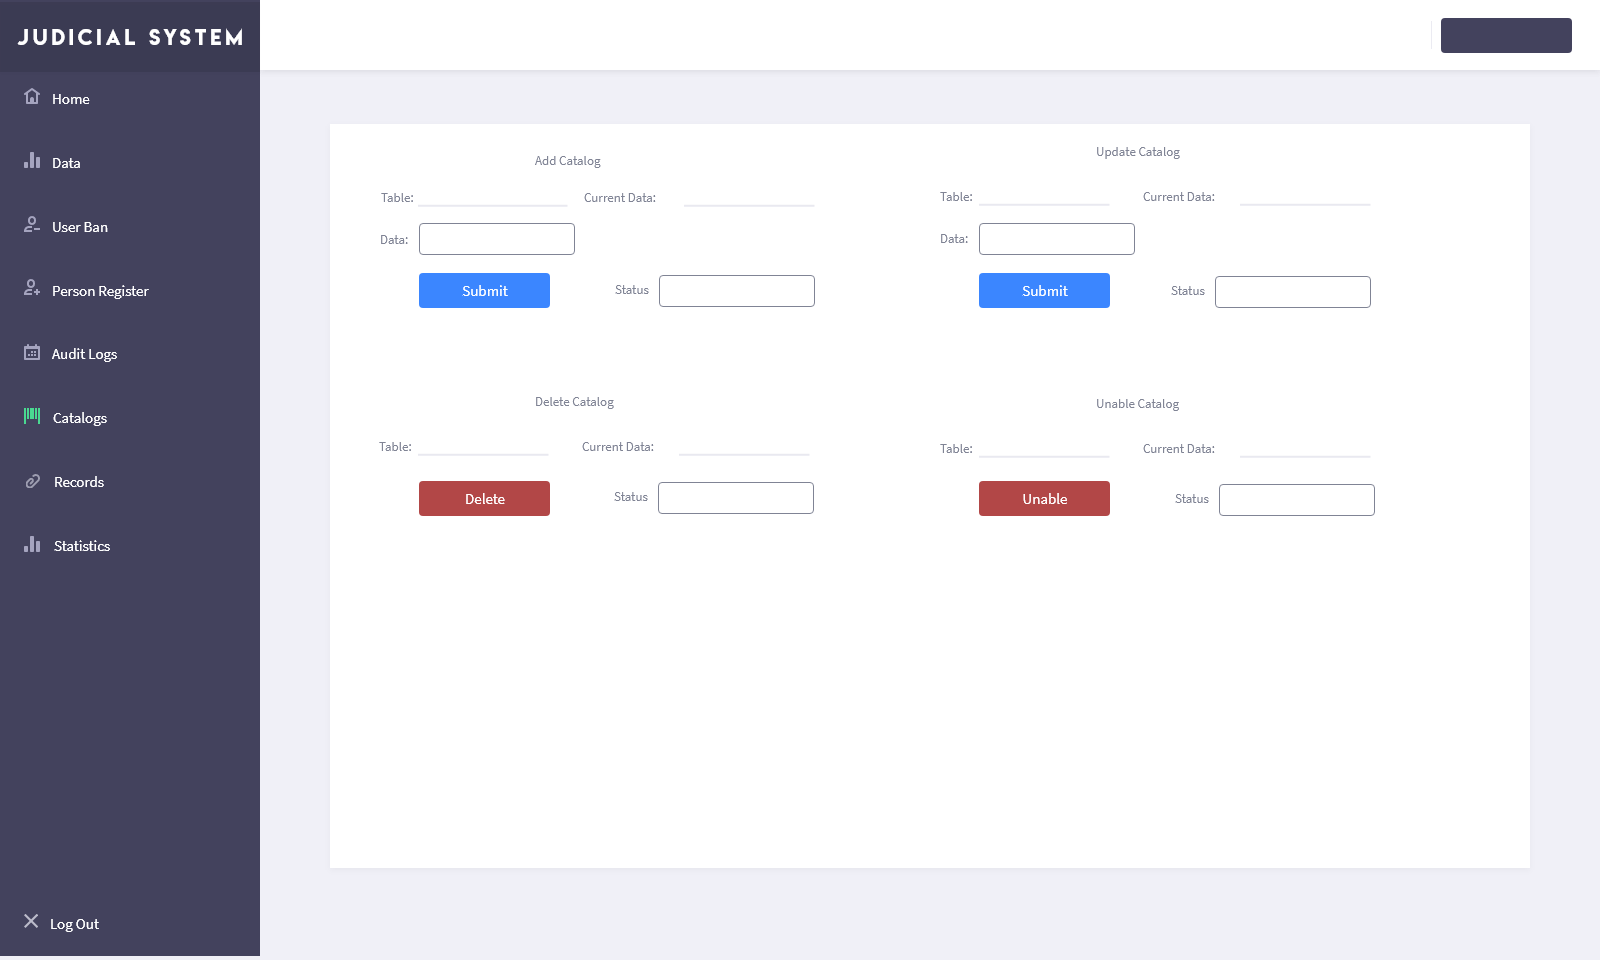 JUDICIAL SYSTEM
Home
Data
User Ban
Person Register
Audit Logs
Catalogs
Records
Statistics
Log Out
Add Catalog
Table:
Current Data:
Data:
Submit
Status
Update Catalog
Table:
Current Data:
Data:
Submit
Status
Delete Catalog
Table:
Current Data:
Delete
Status
Unable Catalog
Table:
Current Data:
Unable
Status